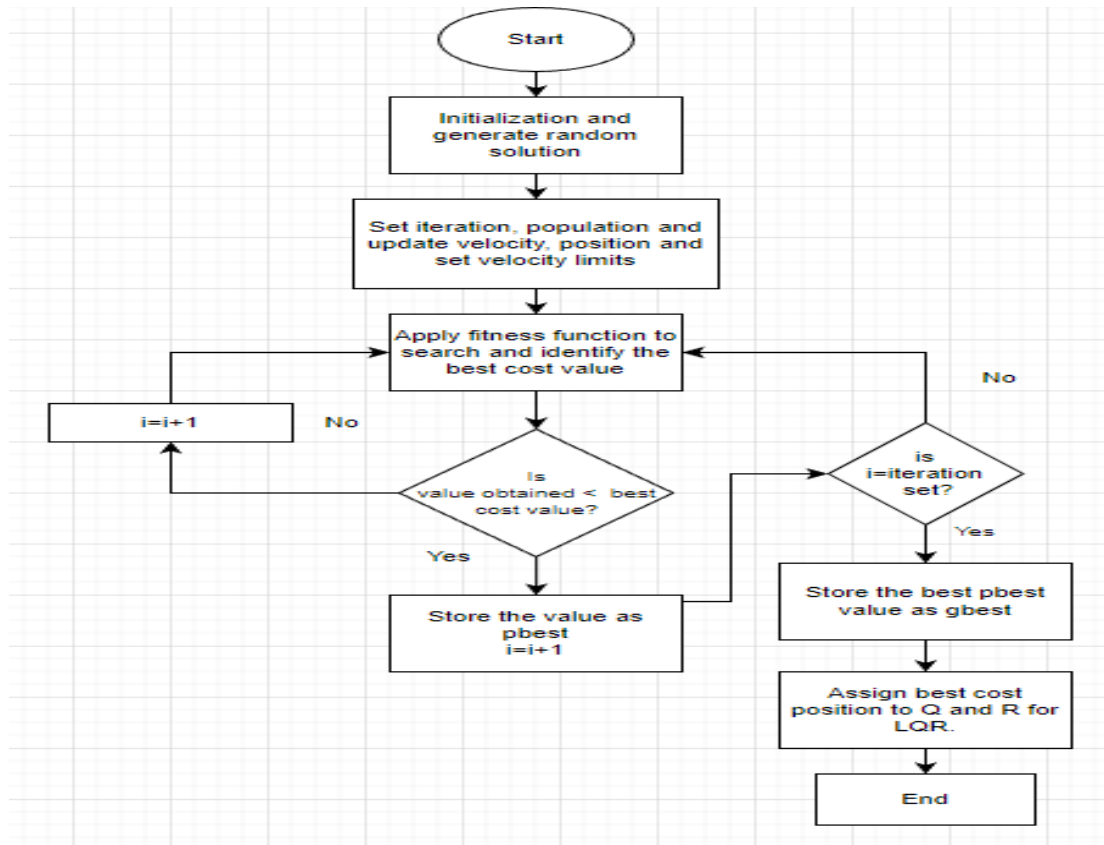 Start
Initialization and
generate random
solution
Set iteration, population and
update velocity, position and
set velocity limits
Apply fitness function to
search and identify the
best cost value
No
i=i+1
No
Is
value obtained < best
cost value?
is
i=iteration
set?
Yes
Yes
Store the value as
pbest
i=i+1
Store the best pbest
value as gbest
Assign best cost
position to Q and R for
LQR.
End